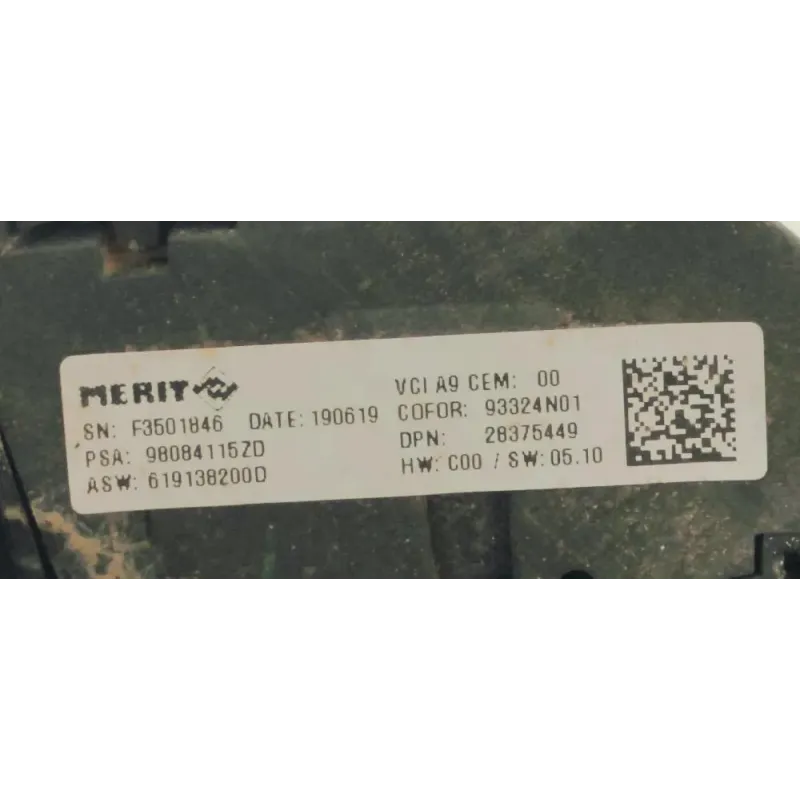 MERIT
SN: F3501846 DATE: 190619
PSA: 98084115ZD
ASW: 619138200D
VCI A9 CEM: 00
COFOR: 93324N01
DPN: 28375449
HW: C00 / SW: 05.10